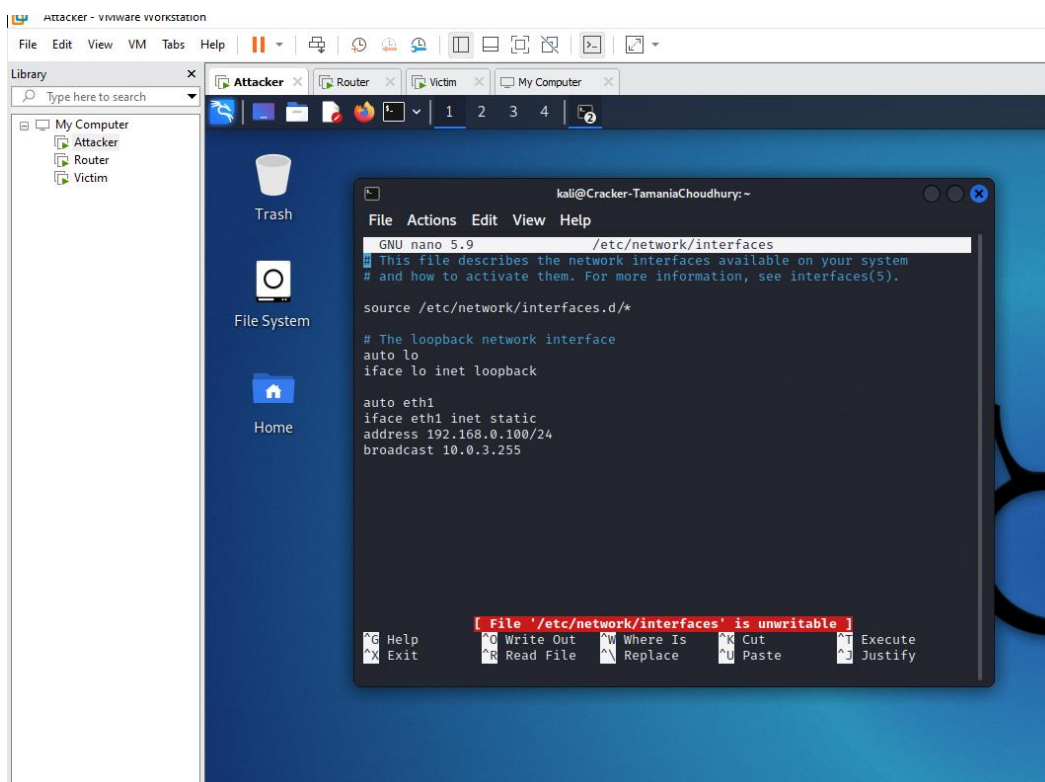 Attacker - VMware Workstation
File Edit View VM Tabs Help
Library
Type here to search
My Computer
Attacker
Router
Victim
Attacker Router Victim My Computer
1 2 3 4
2
Trash
File System
Home
kali@Cracker-TamaniaChoudhury: ~
File Actions Edit View Help
GNU nano 5.9 /etc/network/interfaces
# This file describes the network interfaces available on your system
# and how to activate them. For more information, see interfaces(5).
source /etc/network/interfaces.d/*
# The loopback network interface
auto lo
iface lo inet loopback
auto eth1
iface eth1 inet static
address 192.168.0.100/24
broadcast 10.0.3.255
[ File '/etc/network/interfaces' is unwritable ]
^G Help ^O Write Out ^W Where Is ^K Cut ^T Execute
^X Exit ^R Read File ^\ Replace ^U Paste ^J Justify